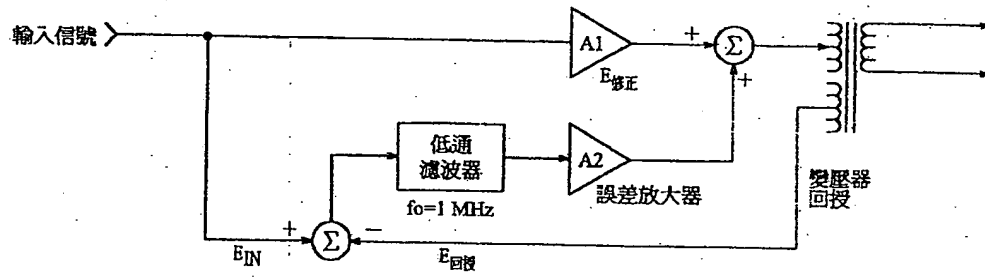 輸入信號
A1
+
Σ
+
E修正
低通
濾波器
A2
fo=1 MHz
誤差放大器
變壓器
回授
+
Σ
−
EIN
E回授